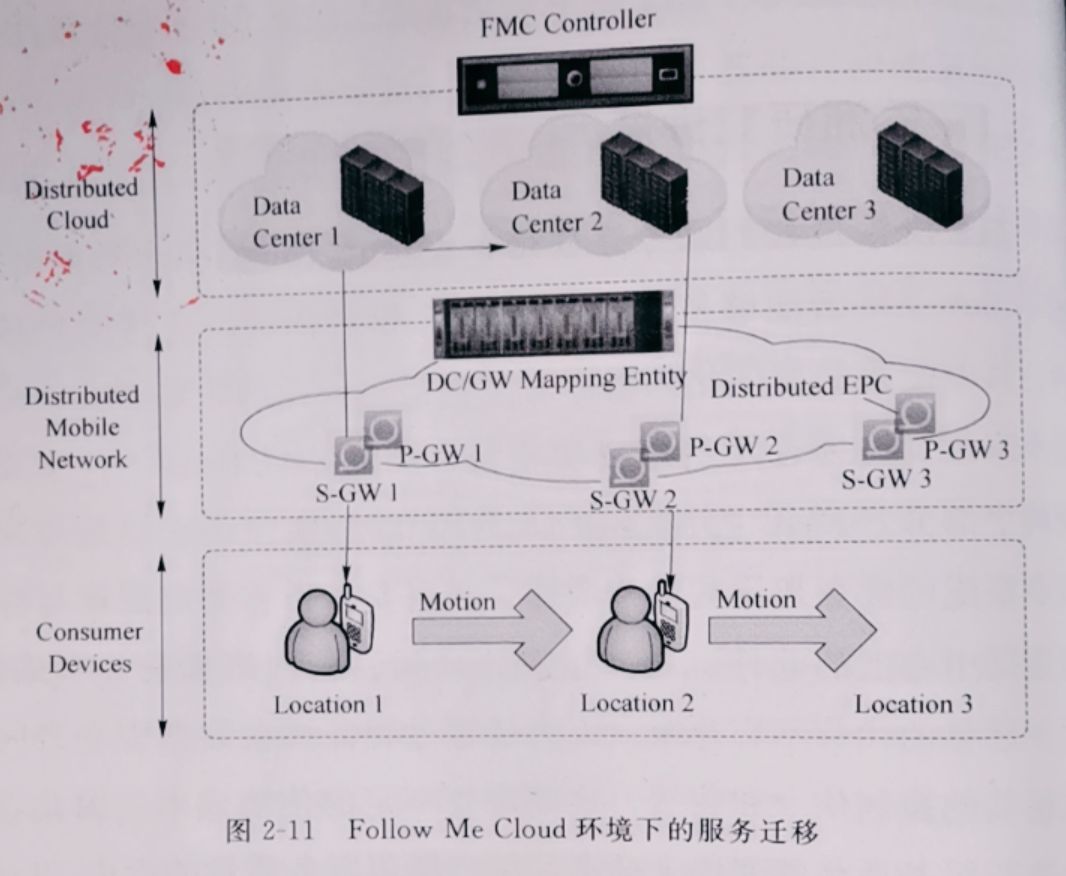 FMC Controller
Distributed
Cloud
Data
Center 1
Data
Center 2
Data
Center 3
DC/GW Mapping Entity
Distributed EPC
Distributed
Mobile
Network
P-GW 1
S-GW 1
P-GW 2
S-GW 2
P-GW 3
S-GW 3
Consumer
Devices
Motion
Motion
Location 1
Location 2
Location 3
图 2-11 Follow Me Cloud 环境下的服务迁移